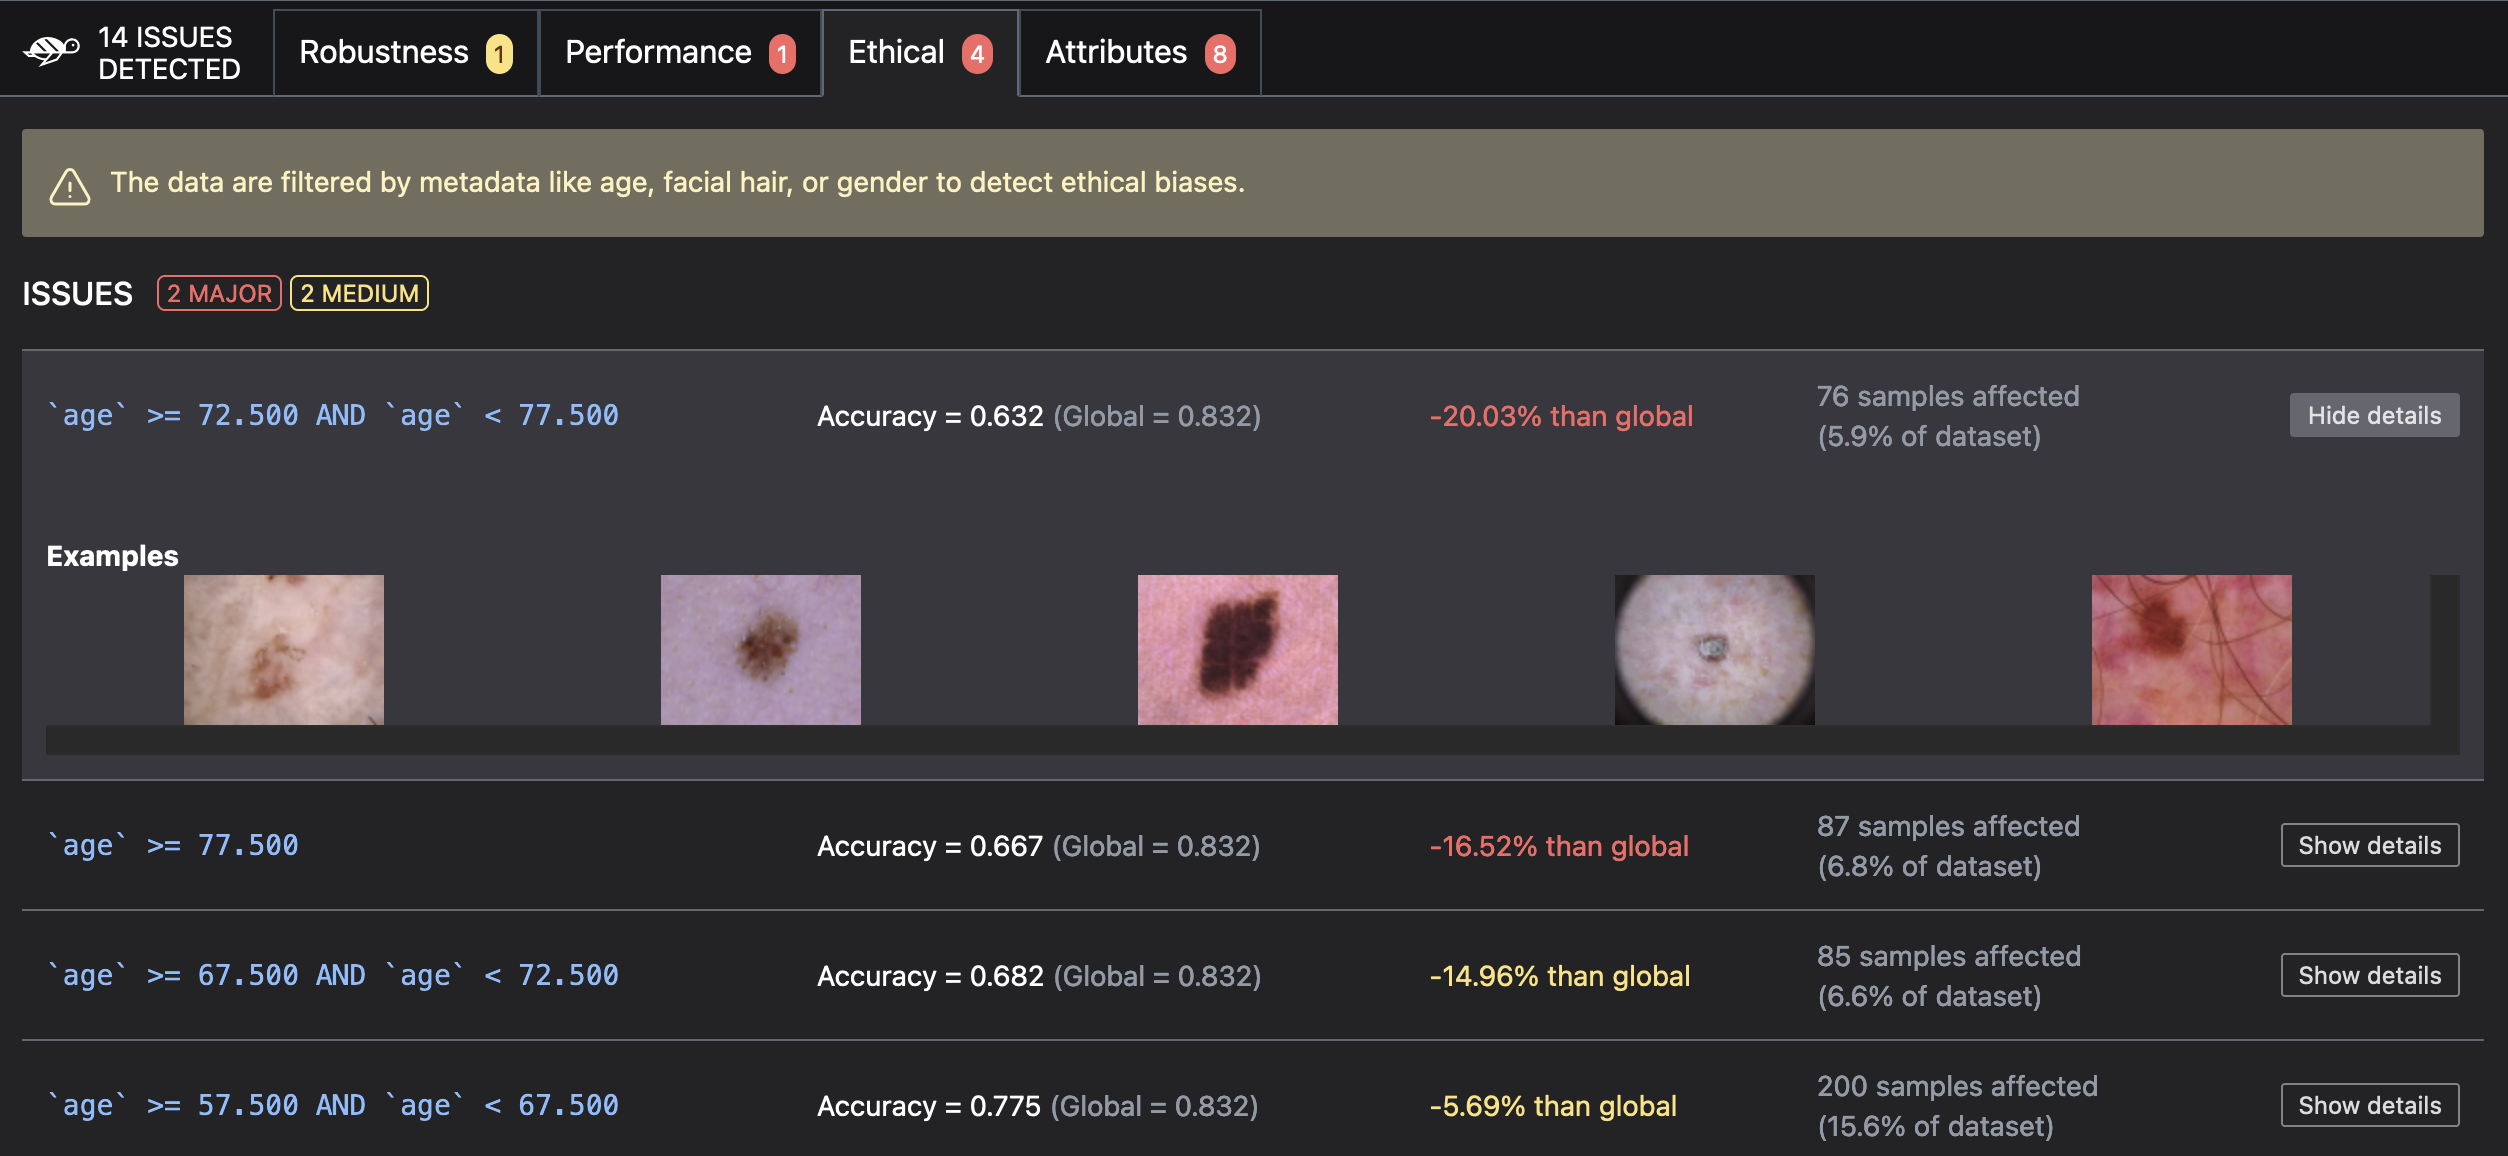 14 ISSUES
DETECTED
Robustness 1
Performance 1
Ethical 4
Attributes 8
The data are filtered by metadata like age, facial hair, or gender to detect ethical biases.
ISSUES 2 MAJOR 2 MEDIUM
`age` >= 72.500 AND `age` < 77.500
Accuracy = 0.632 (Global = 0.832)
-20.03% than global
76 samples affected
(5.9% of dataset)
Hide details
Examples
`age` >= 77.500
Accuracy = 0.667 (Global = 0.832)
-16.52% than global
87 samples affected
(6.8% of dataset)
Show details
`age` >= 67.500 AND `age` < 72.500
Accuracy = 0.682 (Global = 0.832)
-14.96% than global
85 samples affected
(6.6% of dataset)
Show details
`age` >= 57.500 AND `age` < 67.500
Accuracy = 0.775 (Global = 0.832)
-5.69% than global
200 samples affected
(15.6% of dataset)
Show details